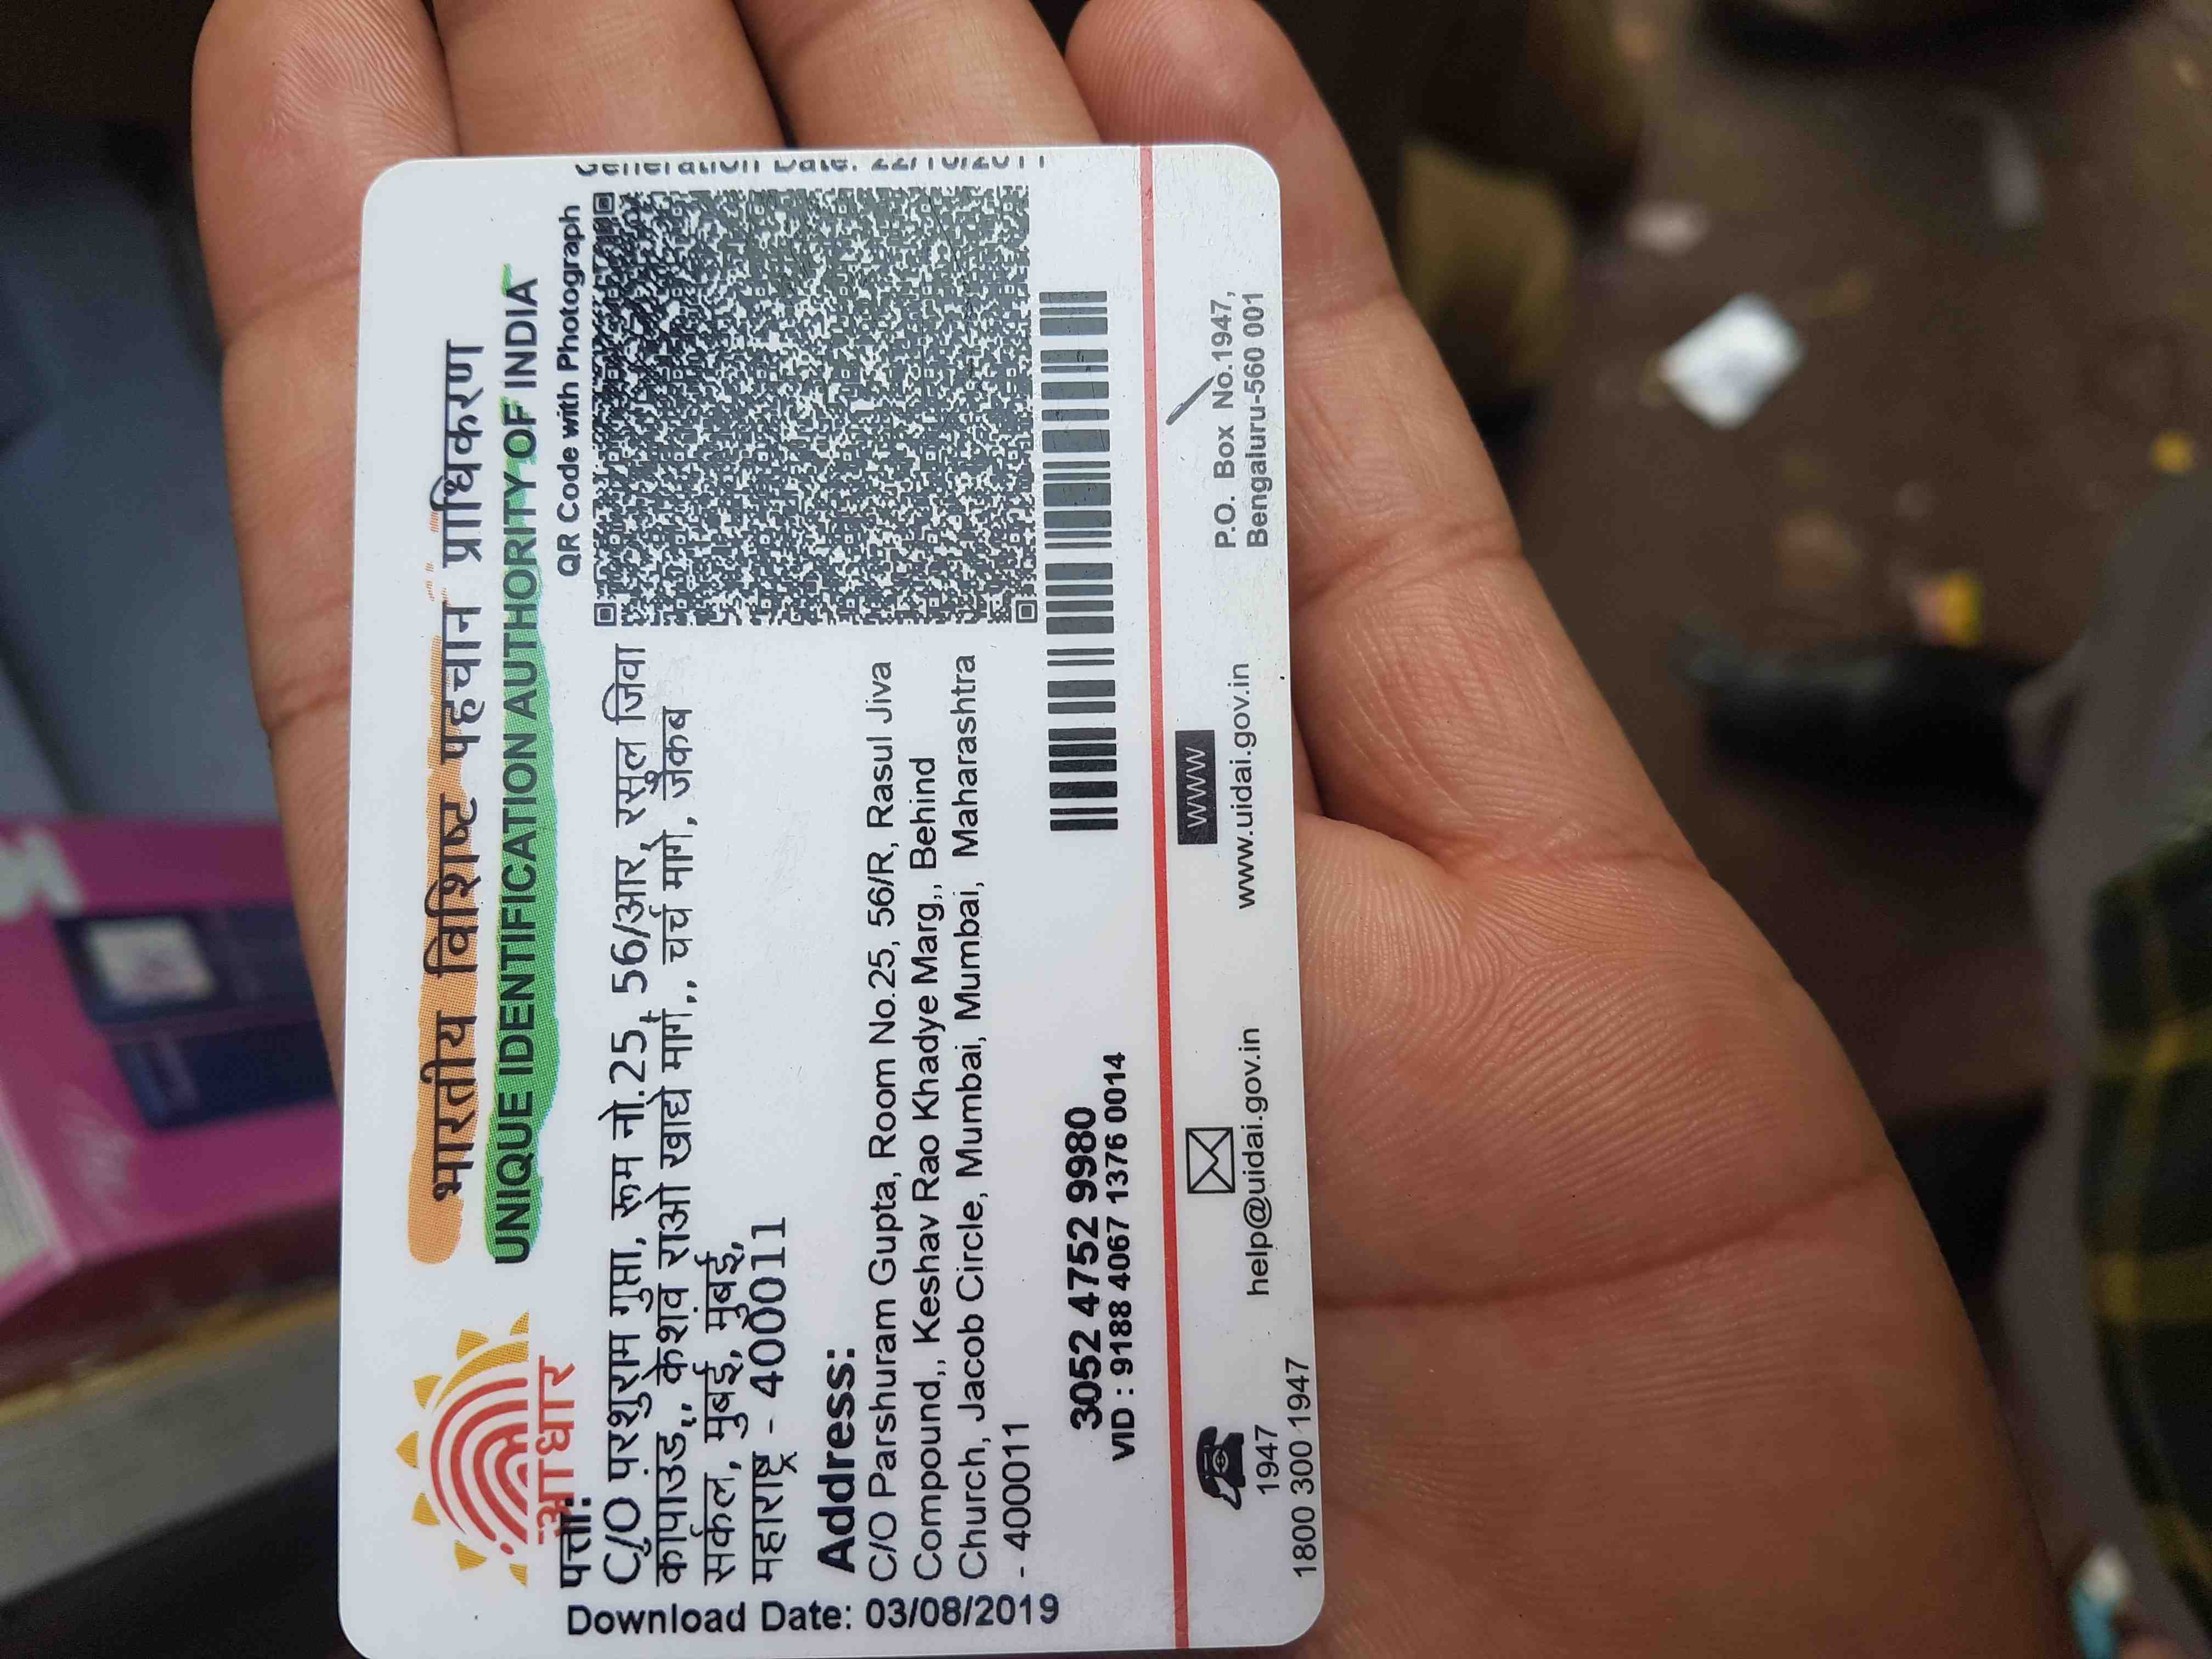 भारतीय विशिष्ट पहचान प्राधिकरण
UNIQUE IDENTIFICATION AUTHORITY OF INDIA
आधार
QR Code with Photograph
Generation Date: 22/10/2011
पत्ता:
C/O परशुराम गुप्ता, रूम नो.25, 56/आर, रसुल जिवा
कंपाउंड,, केशव राओ खाद्ये मार्ग,, चर्च मागे, जेकब
सर्कल, मुंबई, मुंबई,
महाराष्ट्र - 400011
Address:
C/O Parshuram Gupta, Room No.25, 56/R, Rasul Jiva
Compound,, Keshav Rao Khadye Marg,, Behind
Church, Jacob Circle, Mumbai, Mumbai, Maharashtra
- 400011
Download Date: 03/08/2019
3052 4752 9980
VID : 9188 4067 1376 0014
1947
1800 300 1947
help@uidai.gov.in
WWW
www.uidai.gov.in
P.O. Box No.1947,
Bengaluru-560 001